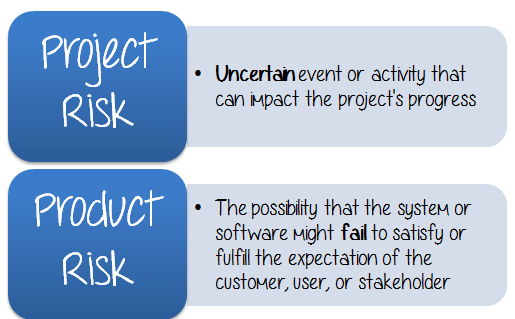 Project
Risk
• Uncertain event or activity that
can impact the project's progress
Product
Risk
• The possibility that the system or
software might fail to satisfy or
fulfill the expectation of the
customer, user, or stakeholder